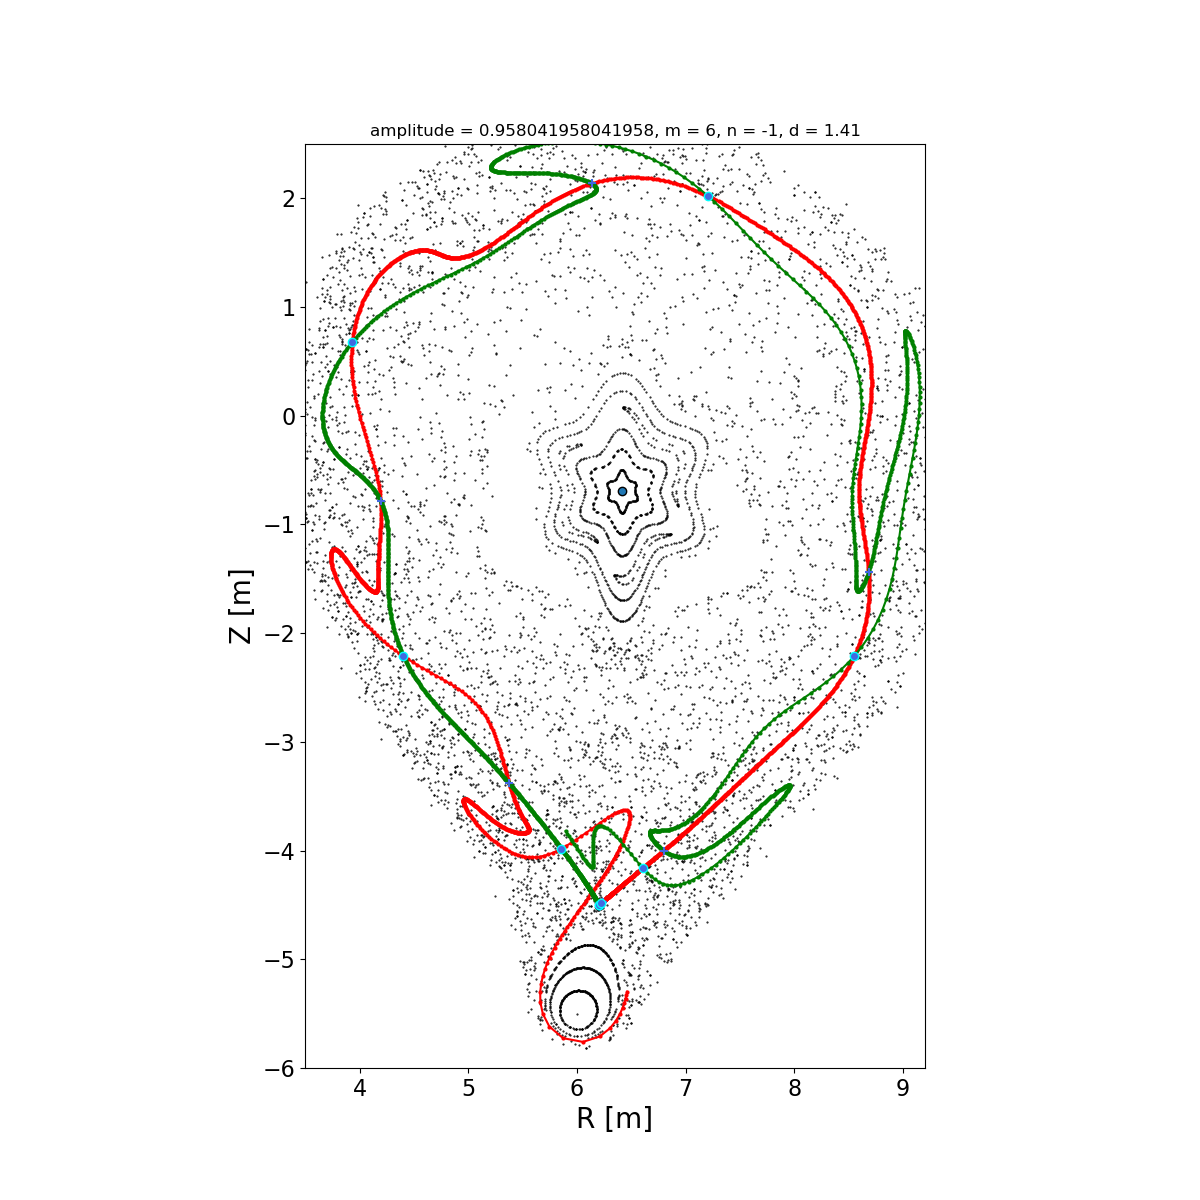 amplitude = 0.958041958041958, m = 6, n = -1, d = 1.41
2
1
0
−1
−2
−3
−4
−5
−6
Z [m]
4 5 6 7 8 9
R [m]